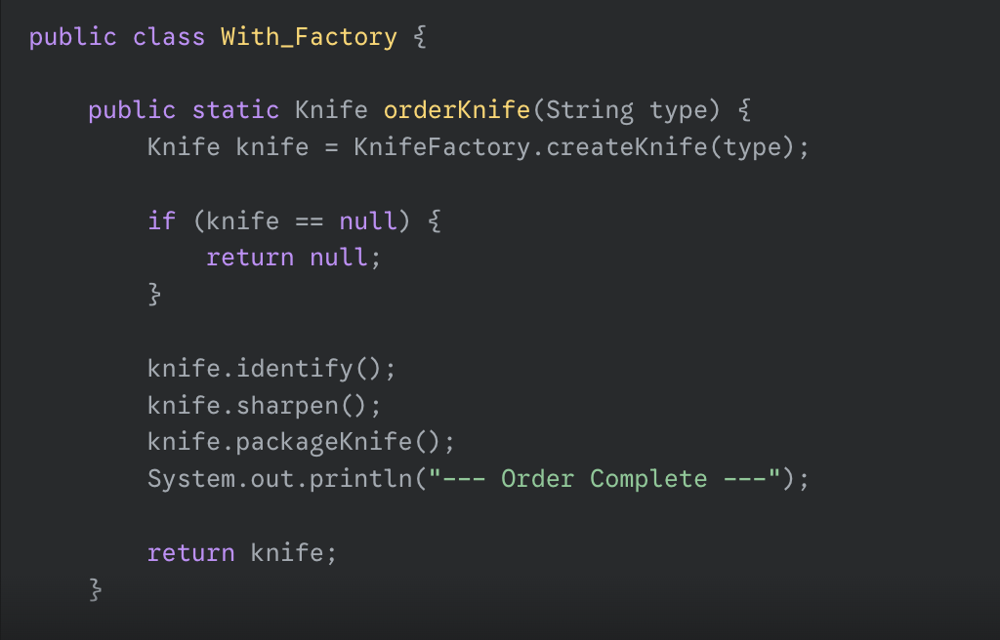 public class With_Factory {
public static Knife orderKnife(String type) {
Knife knife = KnifeFactory.createKnife(type);
if (knife == null) {
return null;
}
knife.identify();
knife.sharpen();
knife.packageKnife();
System.out.println("--- Order Complete ---");
return knife;
}